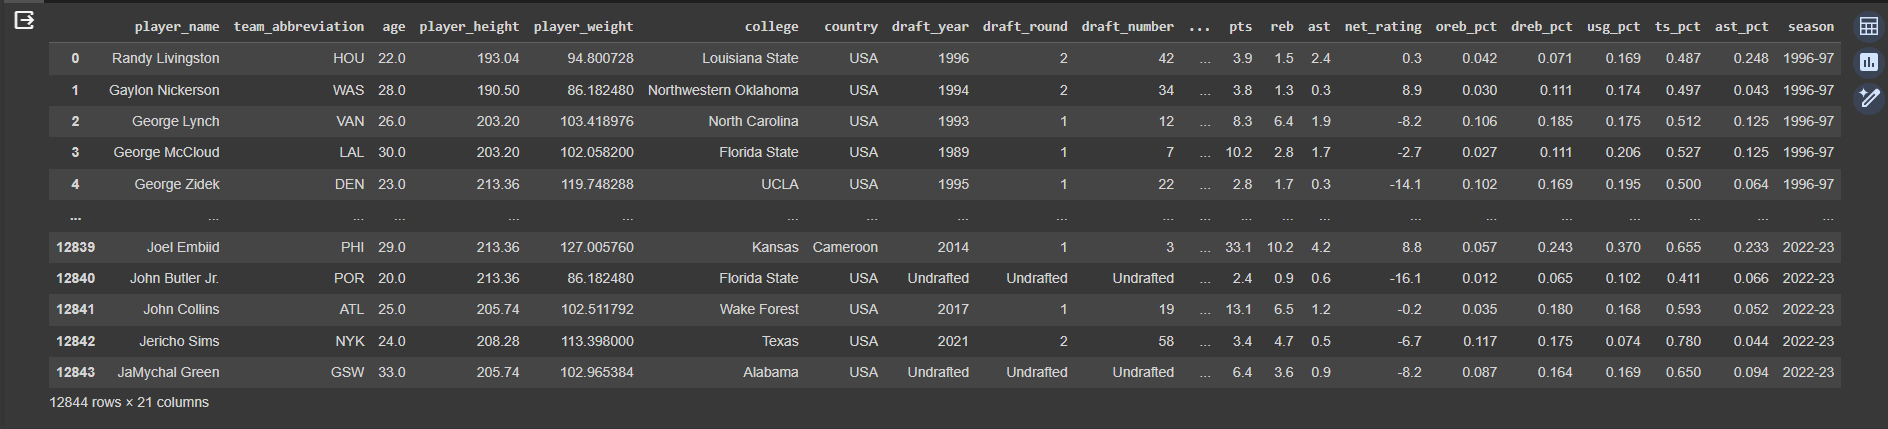 player_name team_abbreviation age player_height player_weight college country draft_year draft_round draft_number ... pts reb ast net_rating oreb_pct dreb_pct usg_pct ts_pct ast_pct season
0 Randy Livingston HOU 22.0 193.04 94.800728 Louisiana State USA 1996 2 42 ... 3.9 1.5 2.4 0.3 0.042 0.071 0.169 0.487 0.248 1996-97
1 Gaylon Nickerson WAS 28.0 190.50 86.182480 Northwestern Oklahoma USA 1994 2 34 ... 3.8 1.3 0.3 8.9 0.030 0.111 0.174 0.497 0.043 1996-97
2 George Lynch VAN 26.0 203.20 103.418976 North Carolina USA 1993 1 12 ... 8.3 6.4 1.9 -8.2 0.106 0.185 0.175 0.512 0.125 1996-97
3 George McCloud LAL 30.0 203.20 102.058200 Florida State USA 1989 1 7 ... 10.2 2.8 1.7 -2.7 0.027 0.111 0.206 0.527 0.125 1996-97
4 George Zidek DEN 23.0 213.36 119.748288 UCLA USA 1995 1 22 ... 2.8 1.7 0.3 -14.1 0.102 0.169 0.195 0.500 0.064 1996-97
... ... ... ... ... ... ... ... ... ... ... ... ... ... ... ... ... ... ... ... ... ...
12839 Joel Embiid PHI 29.0 213.36 127.005760 Kansas Cameroon 2014 1 3 ... 33.1 10.2 4.2 8.8 0.057 0.243 0.370 0.655 0.233 2022-23
12840 John Butler Jr. POR 20.0 213.36 86.182480 Florida State USA Undrafted Undrafted Undrafted ... 2.4 0.9 0.6 -16.1 0.012 0.065 0.102 0.411 0.066 2022-23
12841 John Collins ATL 25.0 205.74 102.511792 Wake Forest USA 2017 1 19 ... 13.1 6.5 1.2 -0.2 0.035 0.180 0.168 0.593 0.052 2022-23
12842 Jericho Sims NYK 24.0 208.28 113.398000 Texas USA 2021 2 58 ... 3.4 4.7 0.5 -6.7 0.117 0.175 0.074 0.780 0.044 2022-23
12843 JaMychal Green GSW 33.0 205.74 102.965384 Alabama USA Undrafted Undrafted Undrafted ... 6.4 3.6 0.9 -8.2 0.087 0.164 0.169 0.650 0.094 2022-23
12844 rows × 21 columns